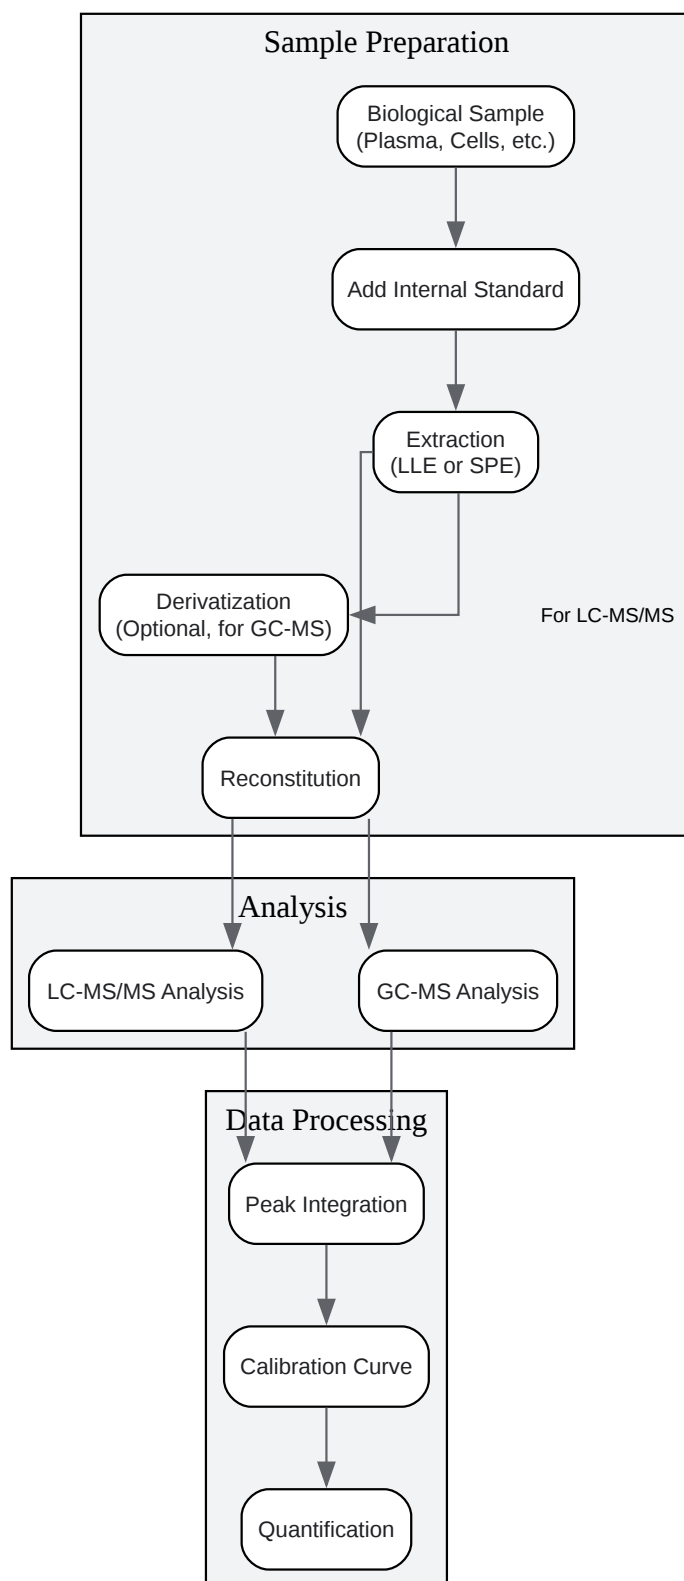 Sample Preparation
Biological Sample
(Plasma, Cells, etc.)
Add Internal Standard
Extraction
(LLE or SPE)
Derivatization
(Optional, for GC-MS)
For LC-MS/MS
Reconstitution
Analysis
LC-MS/MS Analysis
GC-MS Analysis
Data Processing
Peak Integration
Calibration Curve
Quantification